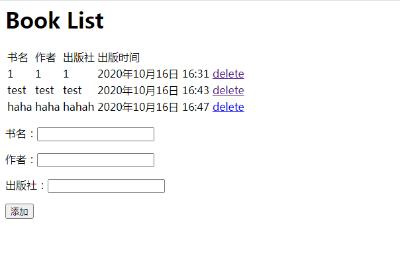 Book List
书名 作者 出版社 出版时间
1 1 1 2020年10月16日 16:31 delete
test test test 2020年10月16日 16:43 delete
haha haha hahah 2020年10月16日 16:47 delete
书名：
作者：
出版社：
添加